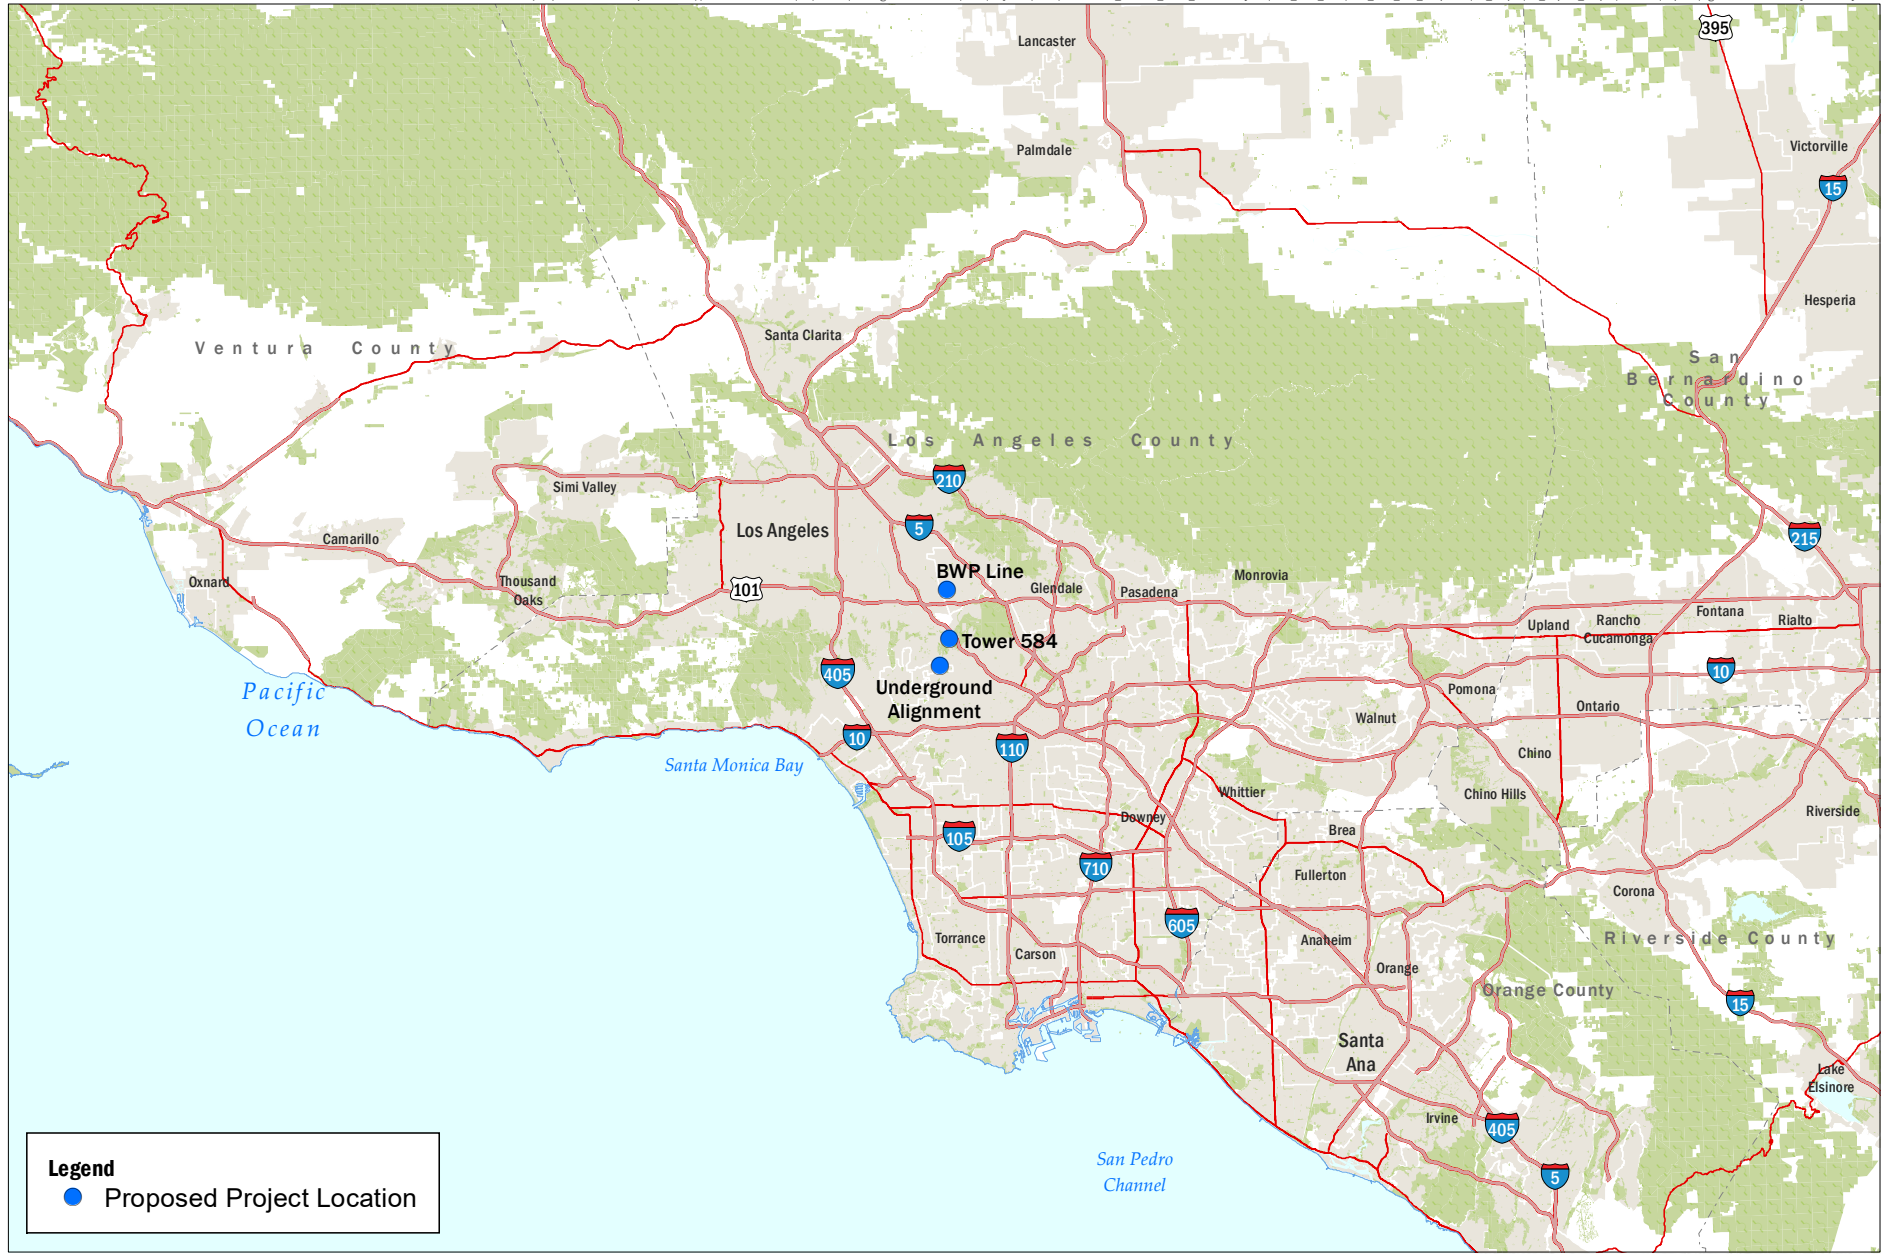 Lancaster
395
Palmdale
Victorville
15
Hesperia
Santa Clarita
Ventura County
San
Bernardino
County
Los Angeles County
210
Simi Valley
Los Angeles
5
215
Camarillo
Oxnard
Thousand
Oaks
101
BWP Line
Glendale
Pasadena
Monrovia
Fontana
Rialto
Upland
Rancho
Cucamonga
Tower 584
405
10
Underground
Alignment
Pomona
Ontario
Walnut
Pacific
Ocean
10
110
Chino
Santa Monica Bay
Whittier
Chino Hills
Riverside
Downey
Brea
105
710
Fullerton
Corona
605
Torrance
Carson
Anaheim
Orange
Riverside County
Orange County
15
Santa
Ana
Lake
Elsinore
Irvine
405
5
San Pedro
Channel
Legend
Proposed Project Location